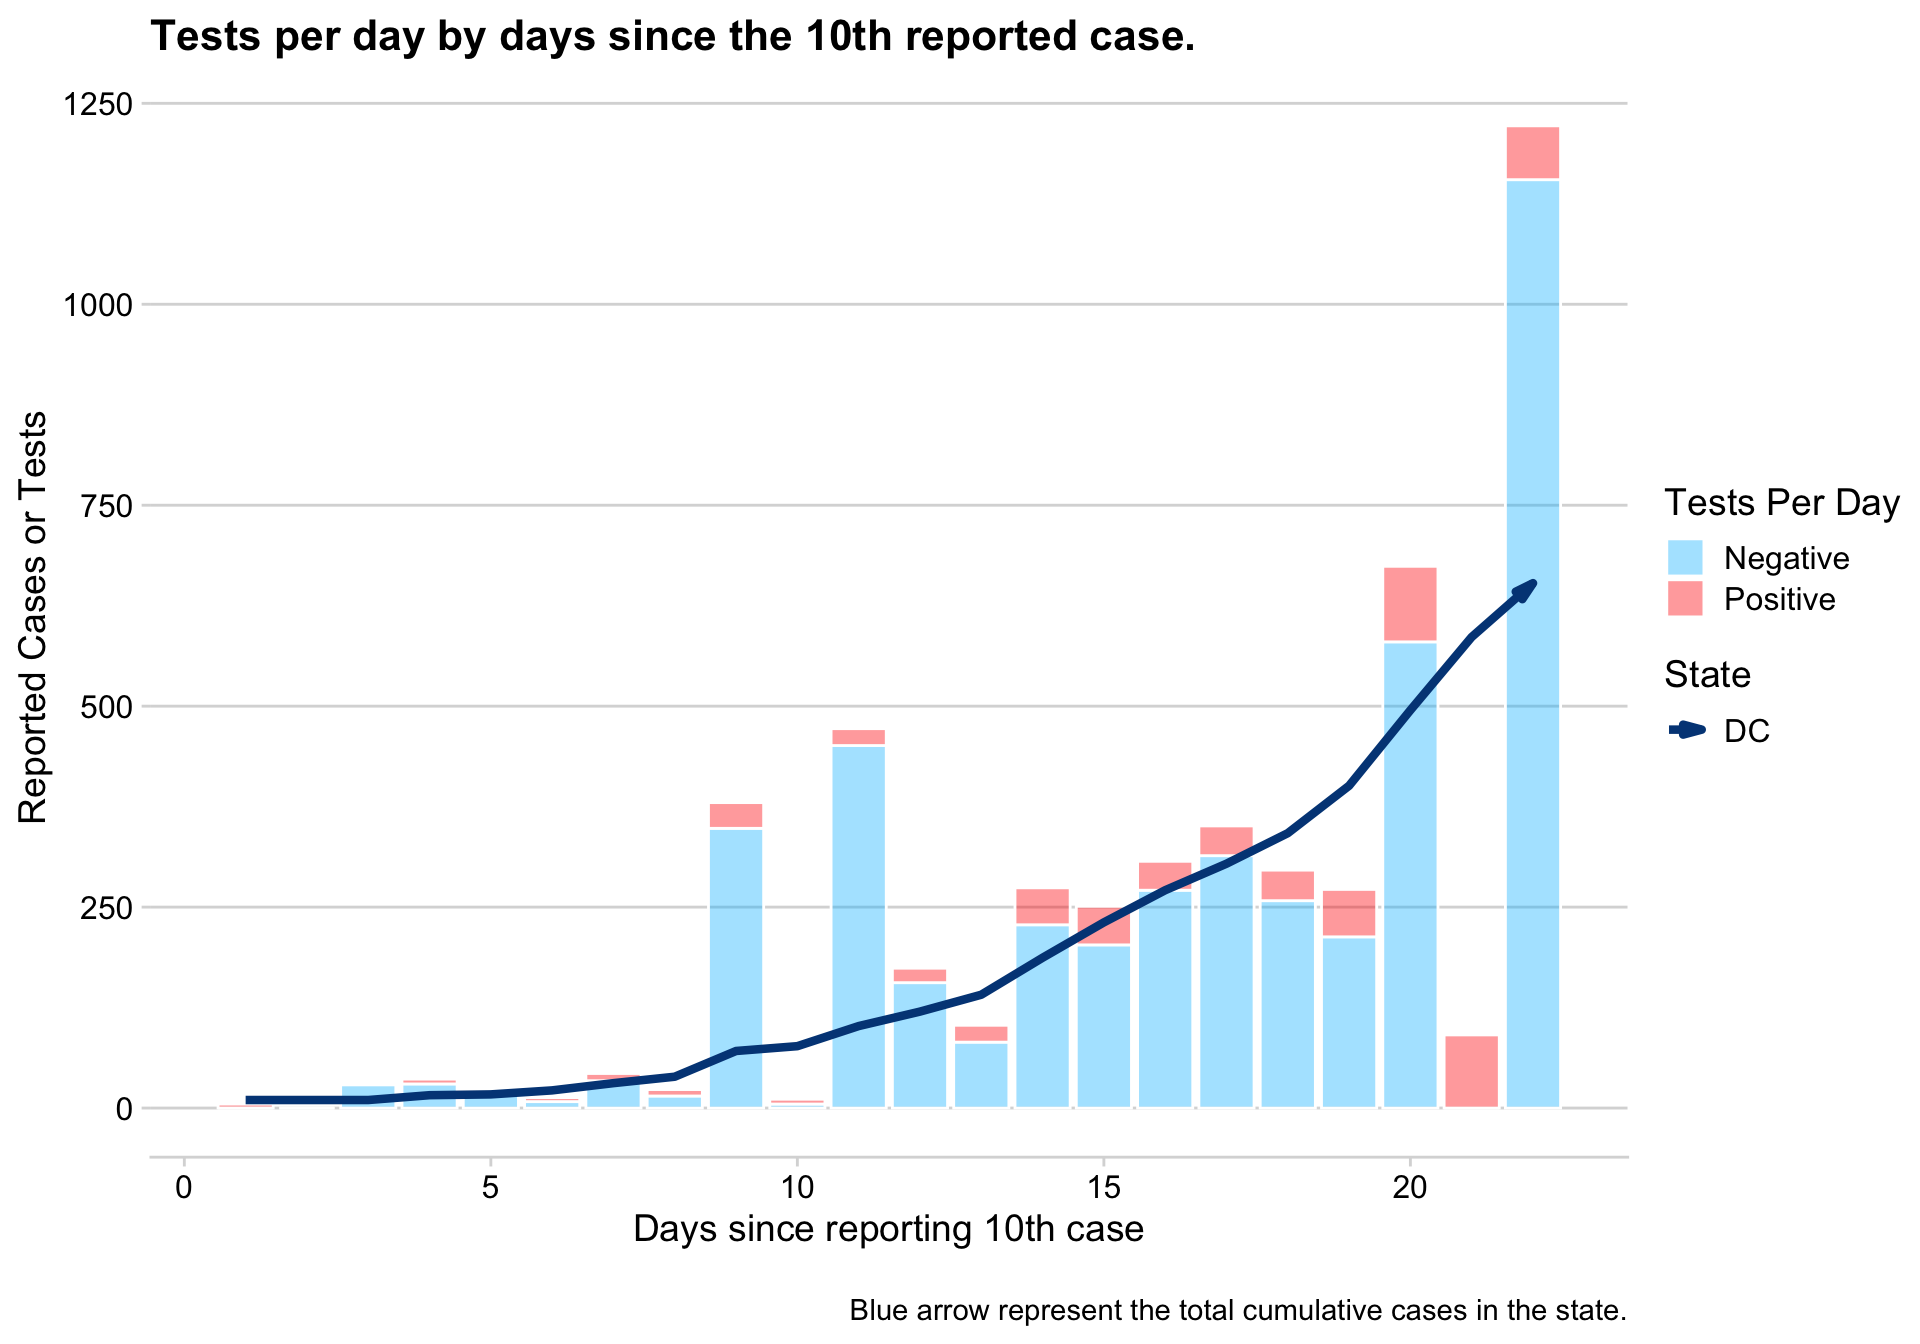 Tests per day by days since the 10th reported case.
1250
1000
750
500
250
0
Reported Cases or Tests
0 5 10 15 20
Days since reporting 10th case
Tests Per Day
Negative
Positive
State
DC
Blue arrow represent the total cumulative cases in the state.